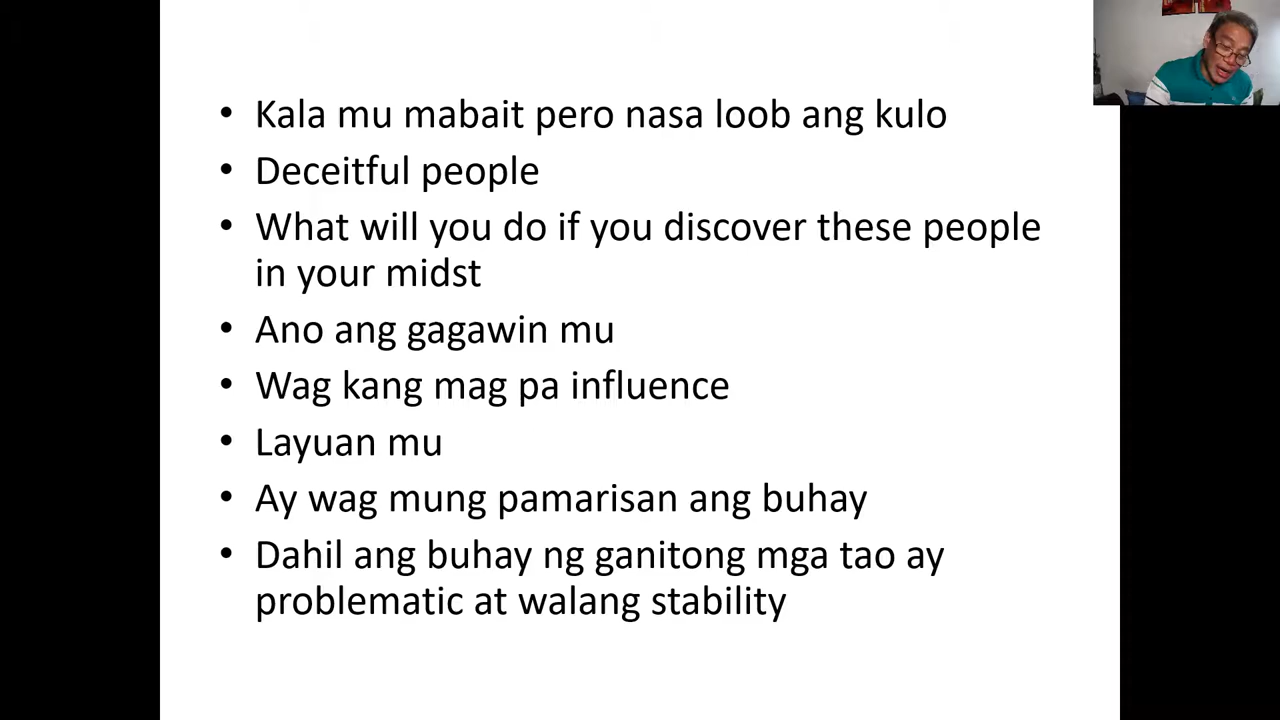 • Kala mu mabait pero nasa loob ang kulo
• Deceitful people
• What will you do if you discover these people
in your midst
• Ano ang gagawin mu
• Wag kang mag pa influence
• Layuan mu
• Ay wag mung pamarisan ang buhay
• Dahil ang buhay ng ganitong mga tao ay
problematic at walang stability